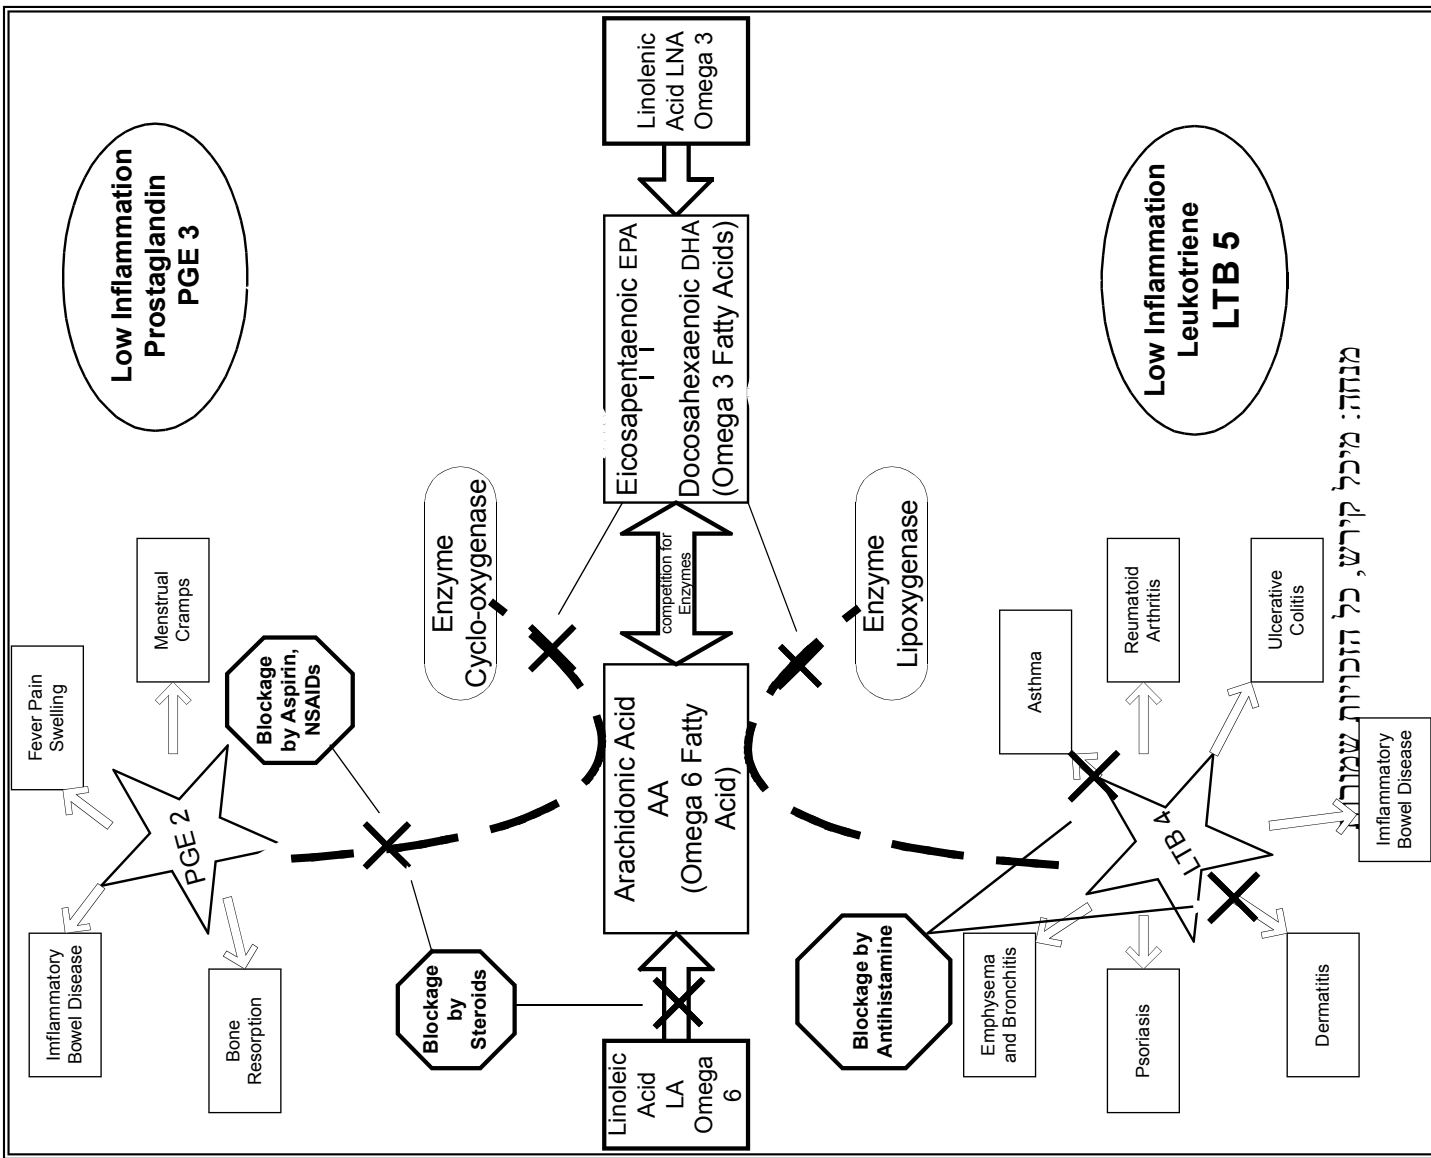 Low Inflammation
Prostaglandin
PGE 3
Linolenic
Acid LNA
Omega 3
Eicosapentaenoic EPA
Docosahexaenoic DHA
(Omega 3 Fatty Acids)
Low Inflammation
Leukotriene
LTB 5
Enzyme
Cyclo-oxygenase
competition for
Enzymes
Enzyme
Lipoxygenase
Menstrual
Cramps
Fever Pain
Swelling
Blockage
by Aspirin,
NSAIDs
PGE 2
Imflammatory
Bowel Disease
Bone
Resorption
Blockage
by
Steroids
Arachidonic Acid
AA
(Omega 6 Fatty
Acid)
Linoleic
Acid
LA
Omega
6
Asthma
Reumatoid
Arthritis
Ulcerative
Colitis
Imflammatory
Bowel Disease
LTB 4
Blockage by
Antihistamine
Emphysema
and Bronchitis
Psoriasis
Dermatitis
מנחה: מיכל קירש, כל הזכויות